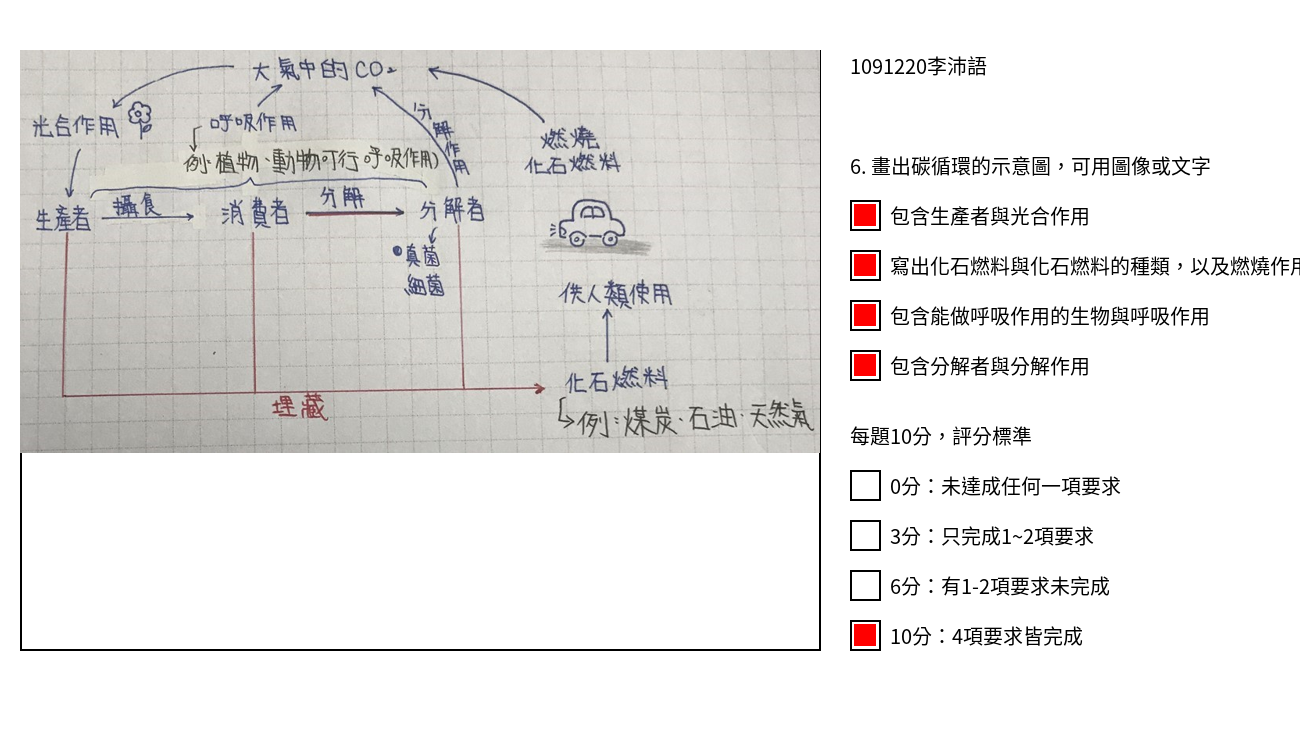 大氣中的CO₂
光合作用
呼吸作用
分解作用
燃燒
化石燃料
例:植物、動物可行呼吸作用)
生產者
攝食
消費者
分解
分解者
真菌
細菌
供人類使用
化石燃料
埋藏
例:煤炭.石油.天然氣
1091220李沛語
6. 畫出碳循環的示意圖，可用圖像或文字
包含生產者與光合作用
寫出化石燃料與化石燃料的種類，以及燃燒作用
包含能做呼吸作用的生物與呼吸作用
包含分解者與分解作用
每題10分，評分標準
0分：未達成任何一項要求
3分：只完成1~2項要求
6分：有1-2項要求未完成
10分：4項要求皆完成